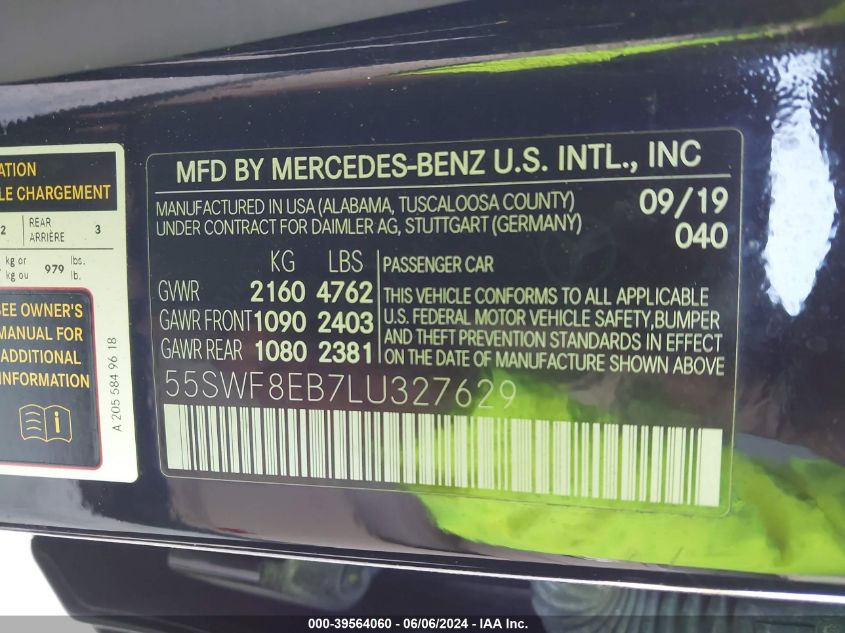 ATION
LE CHARGEMENT
2 REAR ARRIÈRE 3
kg or kg ou 979 lbs. lb.
SEE OWNER'S
MANUAL FOR
ADDITIONAL
INFORMATION
A 205 584 96 18
MFD BY MERCEDES-BENZ U.S. INTL., INC
MANUFACTURED IN USA (ALABAMA, TUSCALOOSA COUNTY) 09/19
UNDER CONTRACT FOR DAIMLER AG, STUTTGART (GERMANY) 040
KG LBS PASSENGER CAR
GVWR 2160 4762
GAWR FRONT 1090 2403
GAWR REAR 1080 2381
THIS VEHICLE CONFORMS TO ALL APPLICABLE
U.S. FEDERAL MOTOR VEHICLE SAFETY, BUMPER
AND THEFT PREVENTION STANDARDS IN EFFECT
ON THE DATE OF MANUFACTURE SHOWN ABOVE
55SWF8EB7LU327629
000-39564060 - 06/06/2024 - IAA Inc.